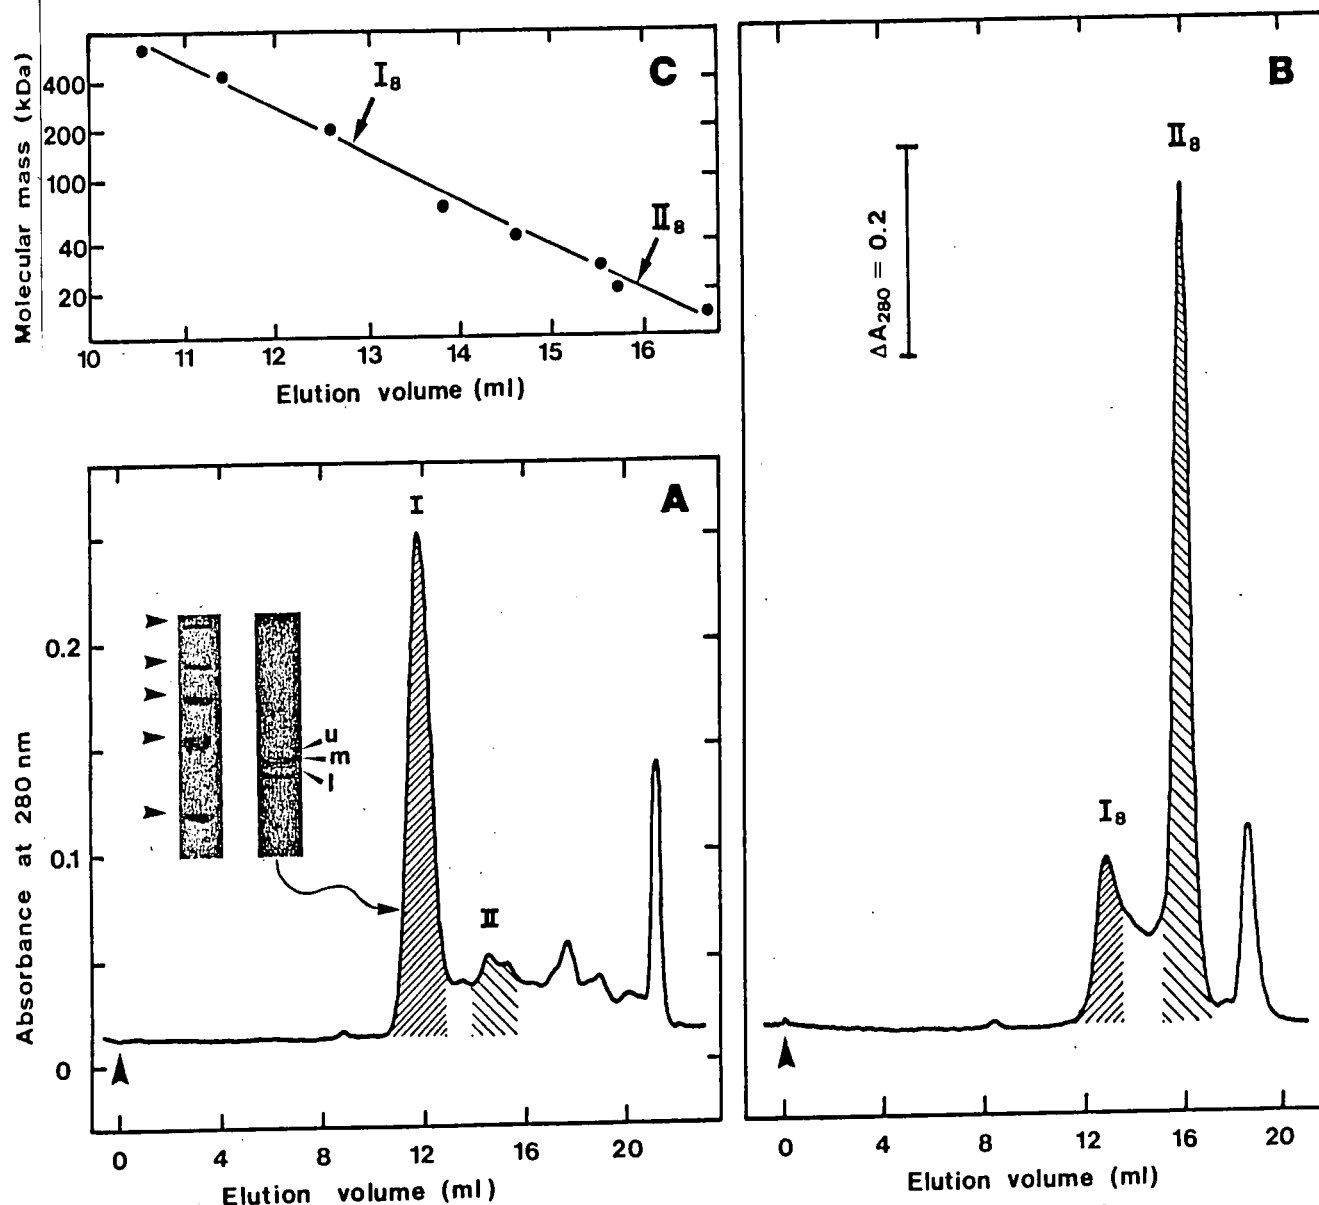 C
Molecular mass (kDa)
400
200
100
40
20
I8
II8
10 11 12 13 14 15 16
Elution volume (ml)
A
Absorbance at 280 nm
0.2
0.1
0
I
II
u
m
l
0 4 8 12 16 20
Elution volume (ml)
B
ΔA280 = 0.2
I8
II8
0 4 8 12 16 20
Elution volume (ml)